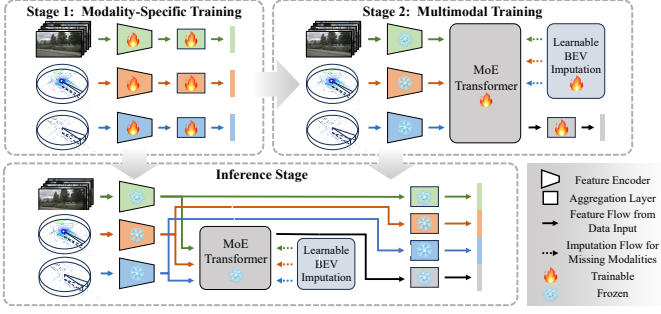 Stage 1: Modality-Specific Training
Stage 2: Multimodal Training
MoE
Transformer
Learnable
BEV
Imputation
Inference Stage
MoE
Transformer
Learnable
BEV
Imputation
Feature Encoder
Aggregation Layer
Feature Flow from
Data Input
Imputation Flow for
Missing Modalities
Trainable
Frozen